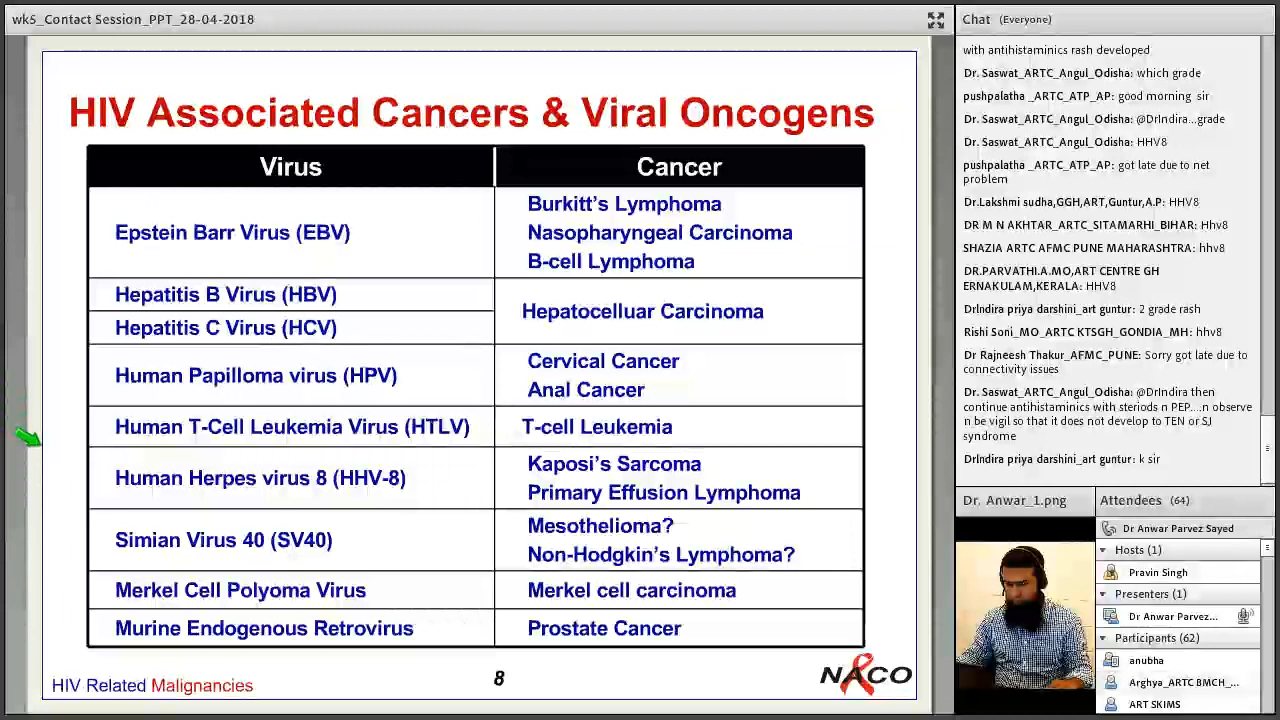 wk5_Contact Session_PPT_28-04-2018
HIV Associated Cancers & Viral Oncogens
Virus
Cancer
Epstein Barr Virus (EBV)
Burkitt's Lymphoma
Nasopharyngeal Carcinoma
B-cell Lymphoma
Hepatitis B Virus (HBV)
Hepatitis C Virus (HCV)
Hepatocelluar Carcinoma
Human Papilloma virus (HPV)
Cervical Cancer
Anal Cancer
Human T-Cell Leukemia Virus (HTLV)
T-cell Leukemia
Human Herpes virus 8 (HHV-8)
Kaposi's Sarcoma
Primary Effusion Lymphoma
Simian Virus 40 (SV40)
Mesothelioma?
Non-Hodgkin's Lymphoma?
Merkel Cell Polyoma Virus
Merkel cell carcinoma
Murine Endogenous Retrovirus
Prostate Cancer
HIV Related Malignancies
8
NACO
Chat (Everyone)
with antihistaminics rash developed
Dr. Saswat_ARTC_Angul_Odisha: which grade
pushpalatha _ARTC_ATP_AP: good morning sir
Dr. Saswat_ARTC_Angul_Odisha: @DrIndira...grade
Dr. Saswat_ARTC_Angul_Odisha: HHV8
pushpalatha _ARTC_ATP_AP: got late due to net
problem
Dr.Lakshmi sudha,GGH,ART,Guntur,A.P: HHV8
DR M N AKHTAR_ARTC_SITAMARHI_BIHAR: Hhv8
SHAZIA ARTC AFMC PUNE MAHARASHTRA: hhv8
DR.PARVATHI.A.MO,ART CENTRE GH
ERNAKULAM,KERALA: HHV8
DrIndira priya darshini_art guntur: 2 grade rash
Rishi Soni_MO_ARTC KTSGH_GONDIA_MH: hhv8
Dr Rajneesh Thakur_AFMC_PUNE: Sorry got late due to
connectivity issues
Dr. Saswat_ARTC_Angul_Odisha: @DrIndira then
continue antihistaminics with steriods n PEP....n observe
n be vigil so that it does not develop to TEN or SJ
syndrome
DrIndira priya darshini_art guntur: k sir
Dr. Anwar_1.png
Attendees (64)
Dr Anwar Parvez Sayed
Hosts (1)
Pravin Singh
Presenters (1)
Dr Anwar Parvez...
Participants (62)
anubha
Arghya_ARTC BMCH_...
ART SKIMS